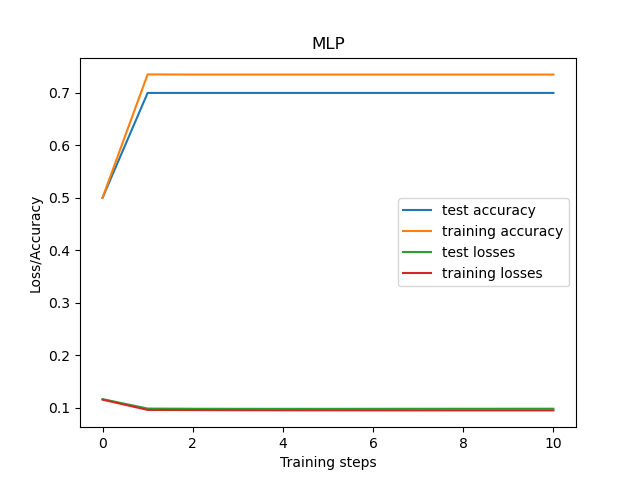 MLP
Loss/Accuracy
0.7
0.6
0.5
0.4
0.3
0.2
0.1
test accuracy
training accuracy
test losses
training losses
0 2 4 6 8 10
Training steps